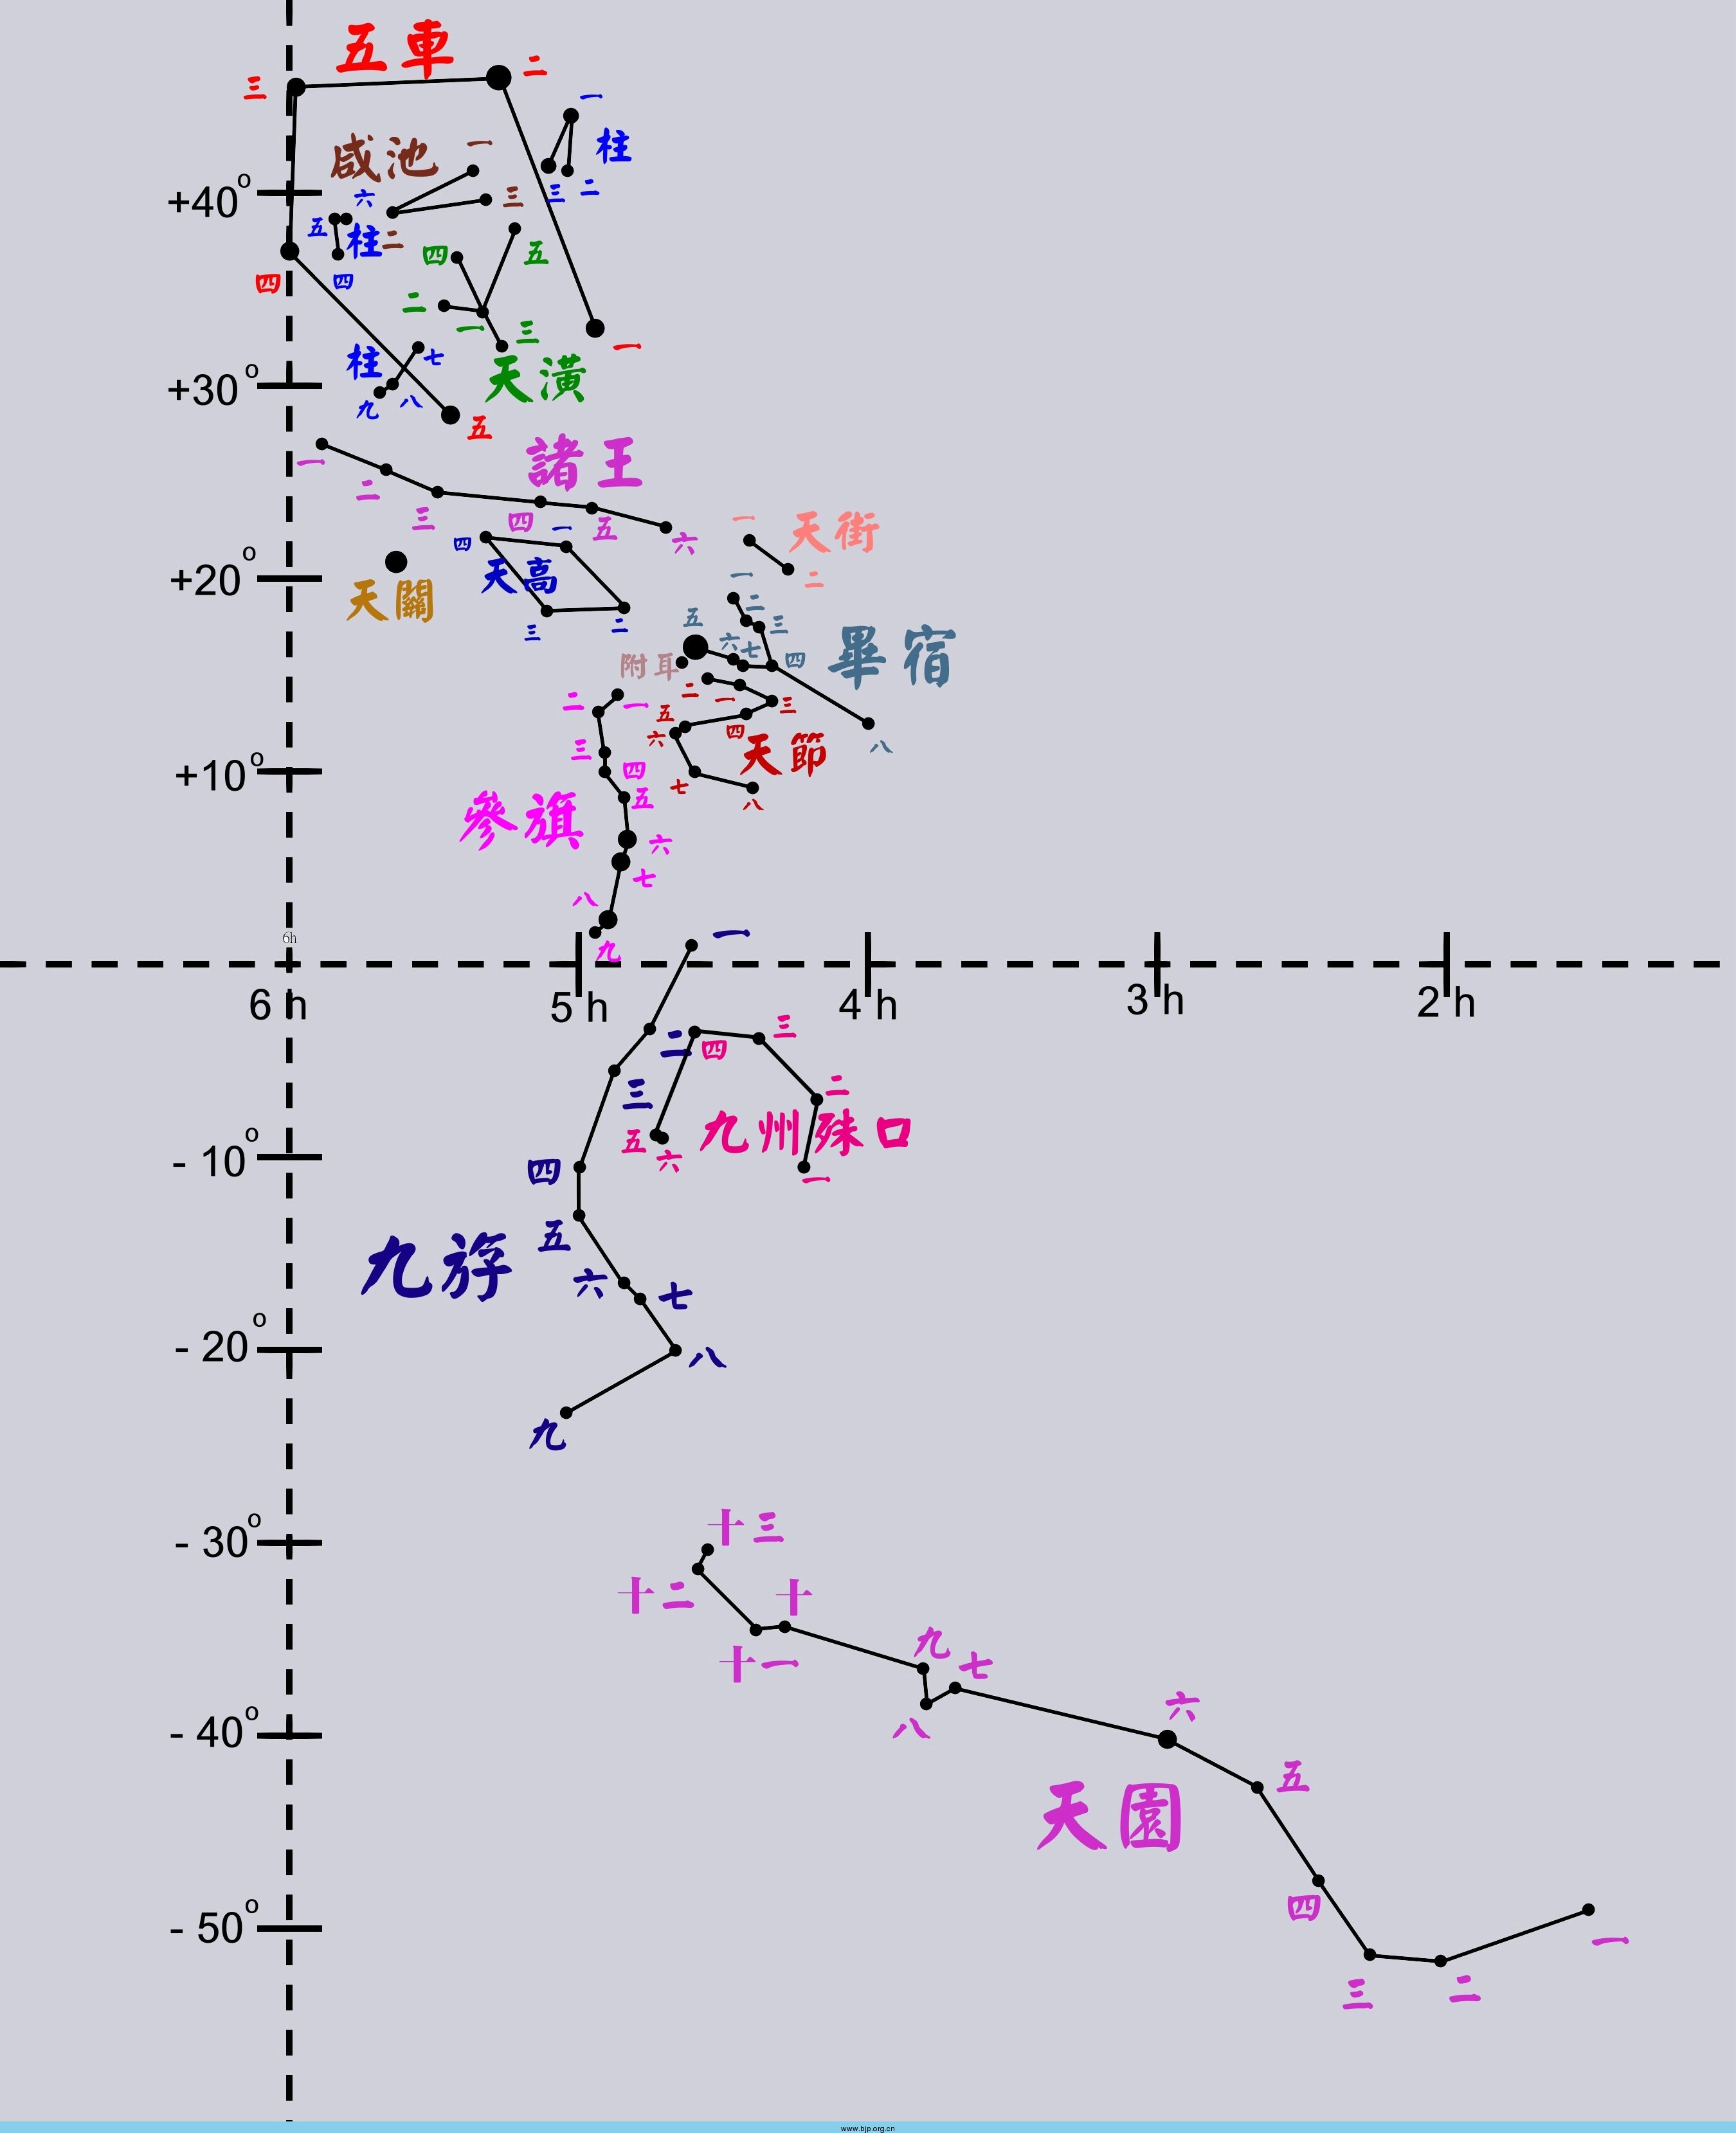 五車
三
二
一
柱
咸池 一
+40°
六
三
三 二
五 柱 二
四 五
四 四
二
一 三
一
柱 七 天潢
+30°
九 八
五
諸王
一
二
三 四 一 五 六
一 天街
四
+20°
天高
二
天關
一
二
三 二
五 三
六七 四
畢宿
附耳
二 一 二 一 三
五 四
六
三 天節
八
+10°
四
七
五 八
參旗
六
七
八
6h
九 一
6h 5h 4h 3h 2h
二 四 三
三 二
九州殊口
五 六 一
- 10°
四
五
九斿
六 七
- 20°
八
九
- 30°
十三
十二 十
十一
九 七
六
- 40°
八
五
天園
四
- 50°
一
三 二
www.bjp.org.cn